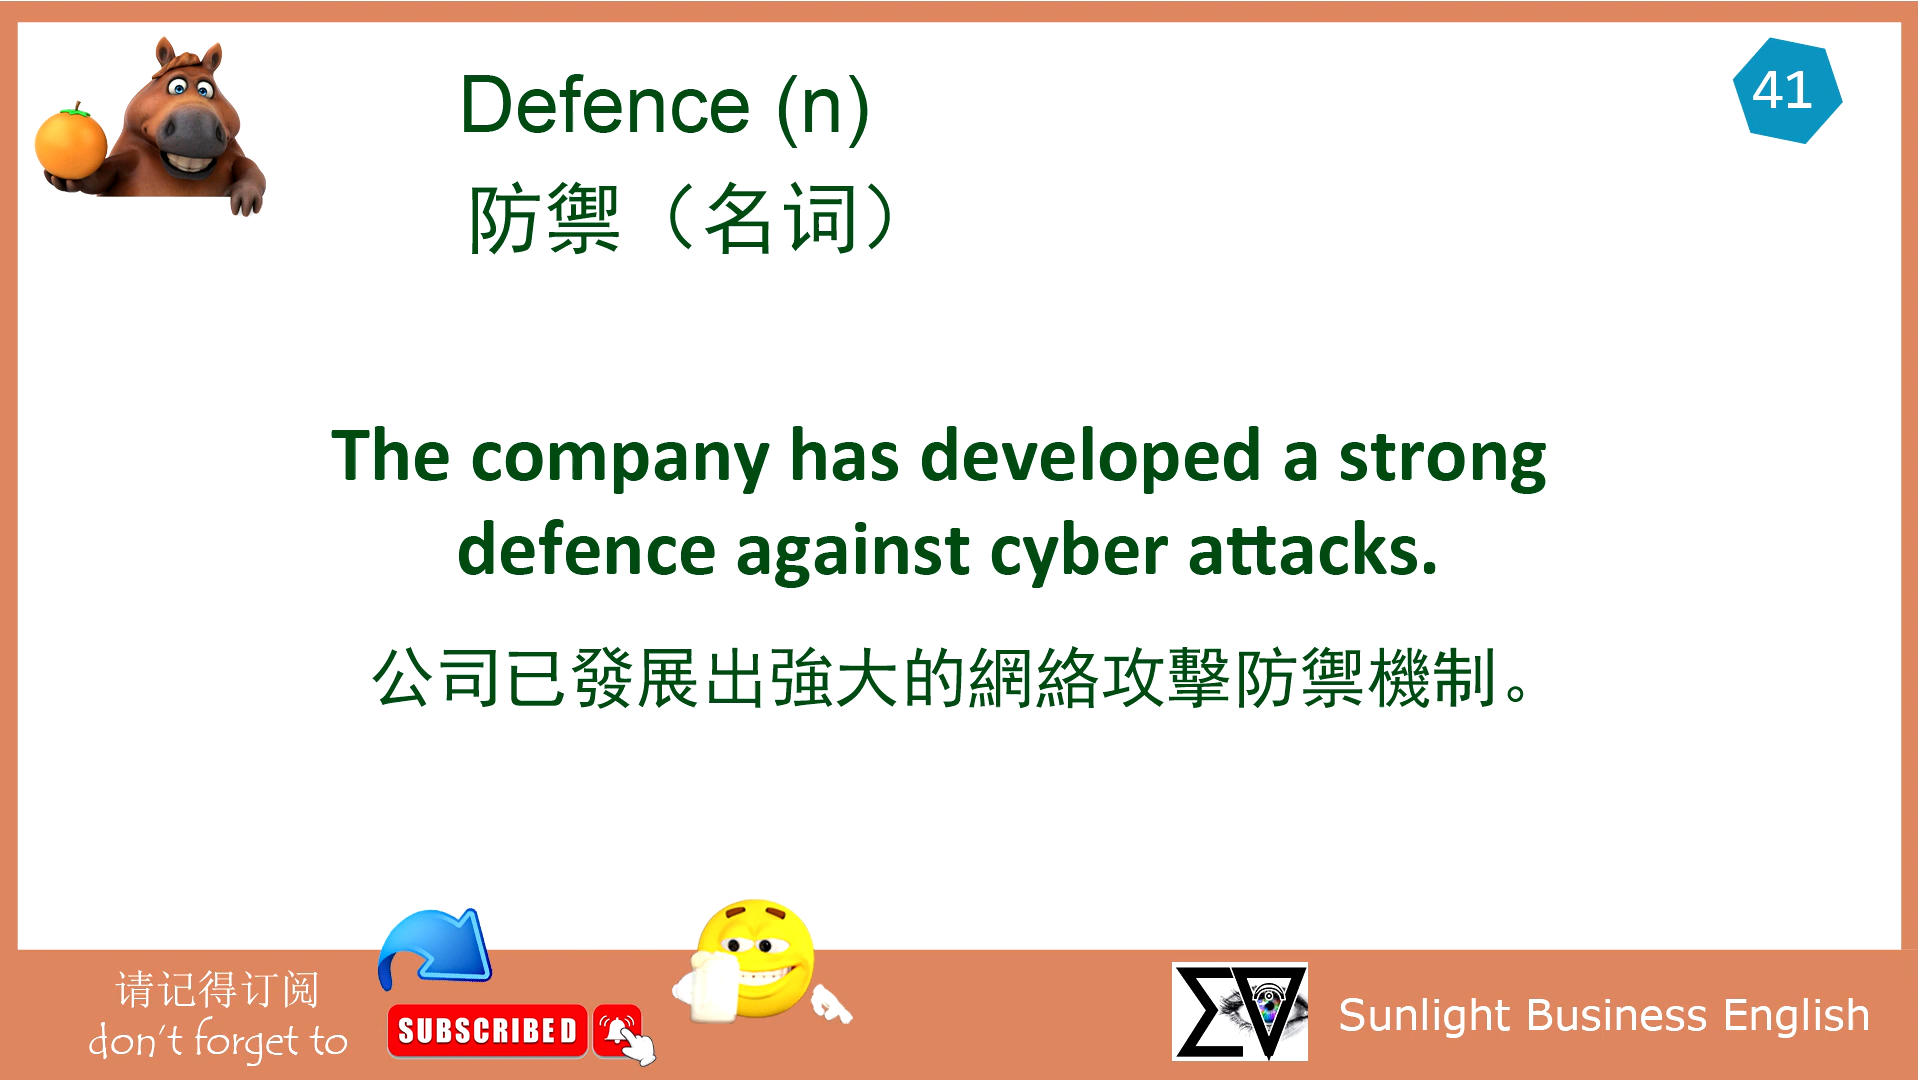 Defence (n)
41
防禦（名词）
The company has developed a strong
defence against cyber attacks.
公司已發展出強大的網絡攻擊防禦機制。
请记得订阅
don't forget to
SUBSCRIBED
Sunlight Business English